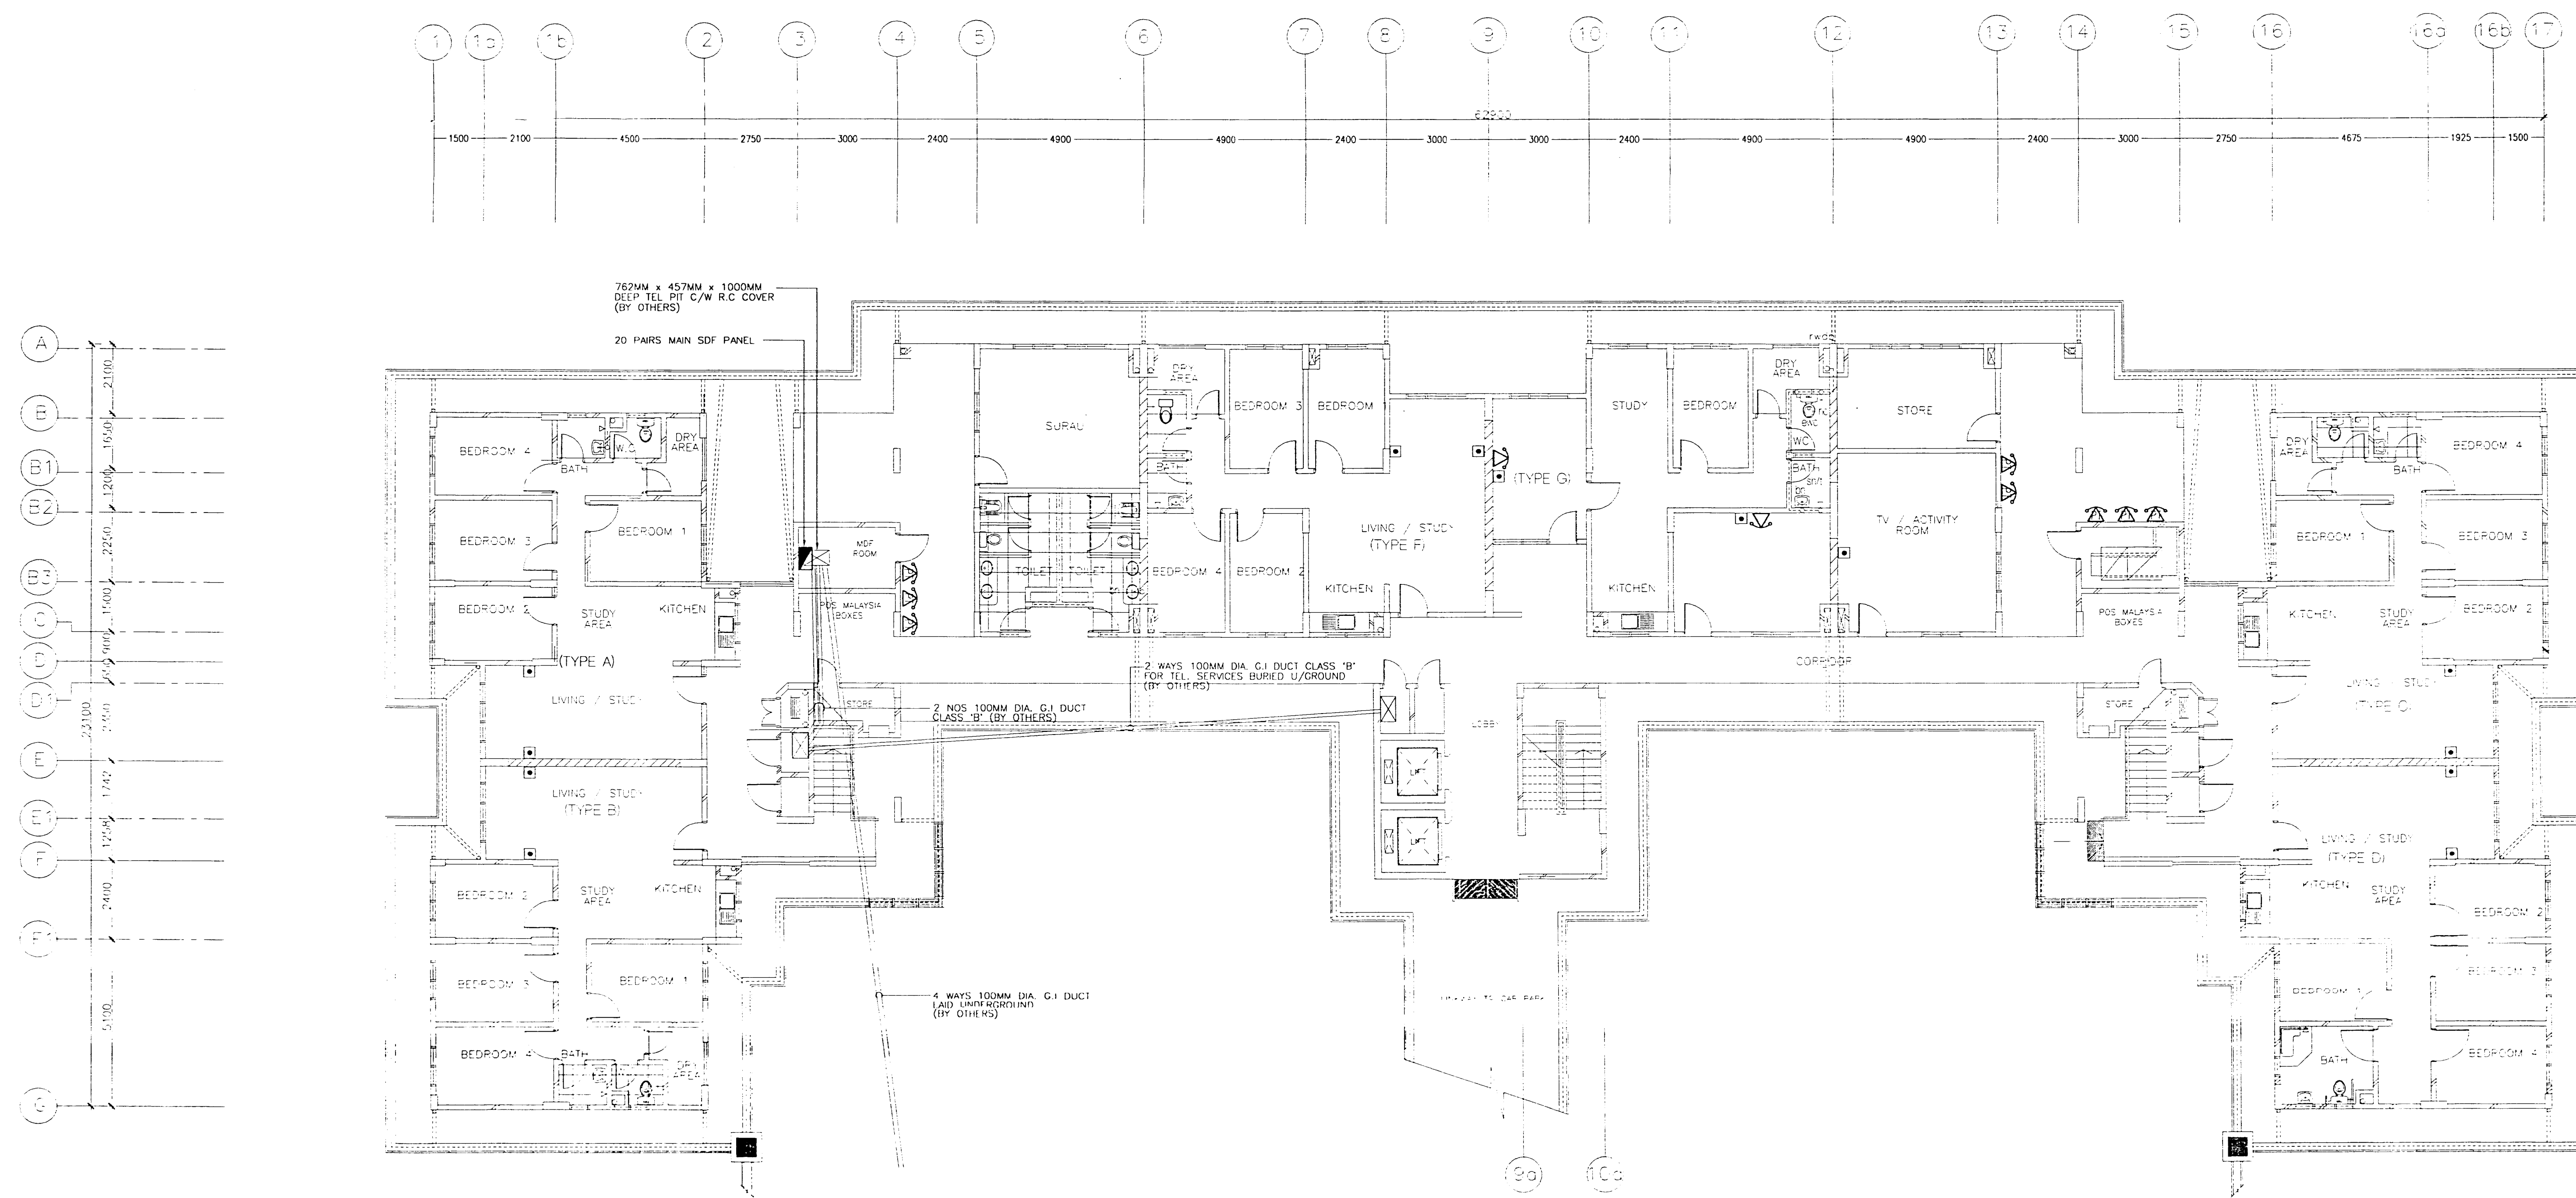 1 1a 1b 2 3 4 5 6 7 8 9 10 11 12 13 14 15 16 16a 16b 17
62900
1500 2100 4500 2750 3000 2400 4900 4900 2400 3000 3000 2400 4900 4900 2400 3000 2750 4675 1925 1500
762MM x 457MM x 1000MM
DEEP TEL PIT C/W R.C COVER
(BY OTHERS)
20 PAIRS MAIN SDF PANEL
A
B
B1
B2
B3
C
D
D1
E
E1
F
F1
G
2100
1650
1200
2250
1500
900
650
2350
1742
1258
2400
5100
23100
BEDROOM 4
BATH
W.C
DRY
AREA
BEDROOM 3
BEDROOM 1
BEDROOM 2
STUDY
AREA
KITCHEN
(TYPE A)
LIVING / STUDY
LIVING / STUDY
(TYPE B)
BEDROOM 2
STUDY
AREA
KITCHEN
BEDROOM 3
BEDROOM 1
BEDROOM 4
BATH
DRY
AREA
MDF
ROOM
POS MALAYSIA
BOXES
STORE
SURAU
TOILET
TOILET
DRY
AREA
BEDROOM 3
BEDROOM 1
BATH
BEDROOM 4
BEDROOM 2
LIVING / STUDY
(TYPE F)
KITCHEN
(TYPE G)
STUDY
BEDROOM
DRY
AREA
rwdp
WC
BATH
KITCHEN
STORE
TV / ACTIVITY
ROOM
CORRIDOR
2 WAYS 100MM DIA. G.I DUCT CLASS 'B'
FOR TEL. SERVICES BURIED U/GROUND
(BY OTHERS)
2 NOS 100MM DIA. G.I DUCT
CLASS 'B' (BY OTHERS)
LOBBY
LIFT
LIFT
4 WAYS 100MM DIA. G.I DUCT
LAID UNDERGROUND
(BY OTHERS)
LINKWAY TO CAR PARK
9a 10a
POS MALAYSIA
BOXES
STORE
DRY
AREA
BATH
BEDROOM 4
BEDROOM 1
BEDROOM 3
KITCHEN
STUDY
AREA
BEDROOM 2
LIVING / STUDY
(TYPE C)
LIVING / STUDY
(TYPE D)
KITCHEN
STUDY
AREA
BEDROOM 2
BEDROOM 1
BEDROOM 3
BATH
BEDROOM 4